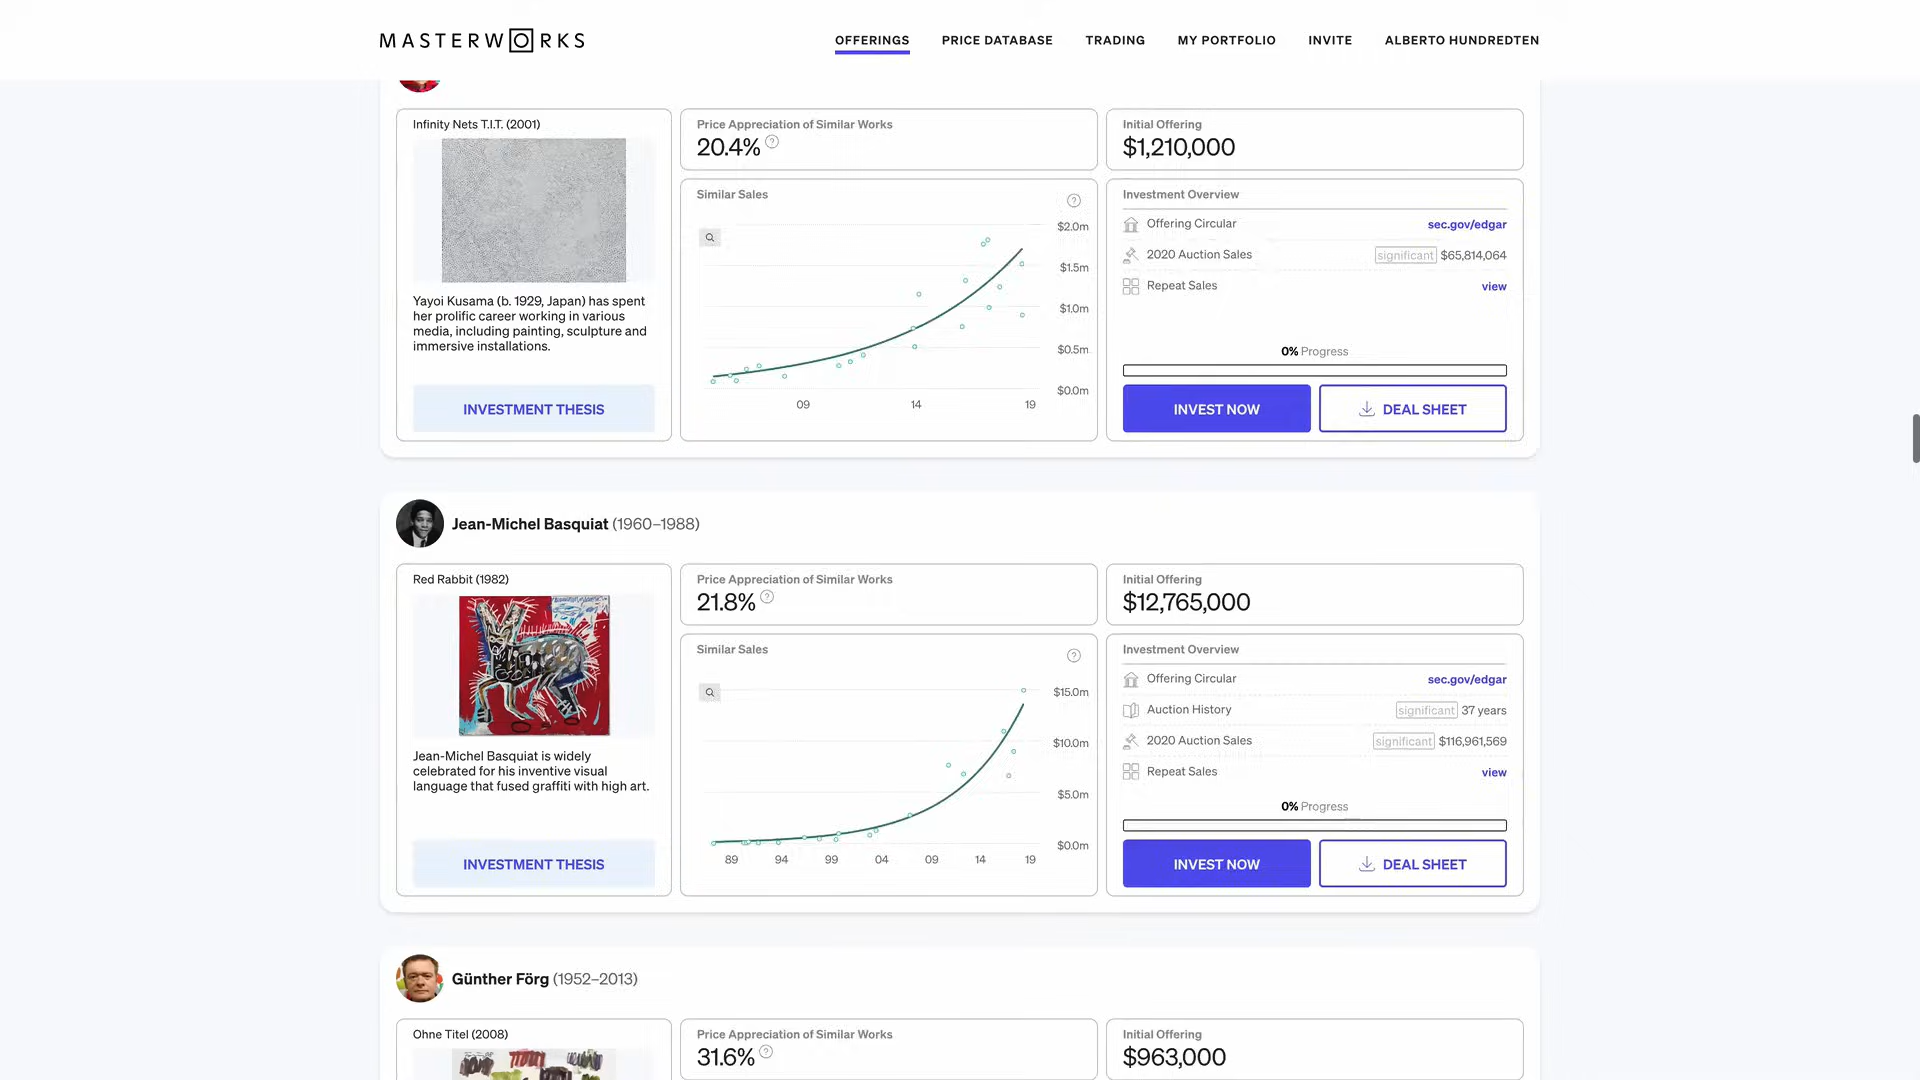 MASTERWORKS
OFFERINGS
PRICE DATABASE
TRADING
MY PORTFOLIO
INVITE
ALBERTO HUNDREDTEN
Infinity Nets T.I.T. (2001)
Yayoi Kusama (b. 1929, Japan) has spent
her prolific career working in various
media, including painting, sculpture and
immersive installations.
INVESTMENT THESIS
Price Appreciation of Similar Works
20.4% ?
Similar Sales
?
$2.0m
$1.5m
$1.0m
$0.5m
$0.0m
09 14 19
Initial Offering
$1,210,000
Investment Overview
Offering Circular sec.gov/edgar
2020 Auction Sales significant $65,814,064
Repeat Sales view
0% Progress
INVEST NOW
DEAL SHEET
Jean-Michel Basquiat (1960–1988)
Red Rabbit (1982)
Jean-Michel Basquiat is widely
celebrated for his inventive visual
language that fused graffiti with high art.
INVESTMENT THESIS
Price Appreciation of Similar Works
21.8% ?
Similar Sales
?
$15.0m
$10.0m
$5.0m
$0.0m
89 94 99 04 09 14 19
Initial Offering
$12,765,000
Investment Overview
Offering Circular sec.gov/edgar
Auction History significant 37 years
2020 Auction Sales significant $116,961,569
Repeat Sales view
0% Progress
INVEST NOW
DEAL SHEET
Günther Förg (1952–2013)
Ohne Titel (2008)
Price Appreciation of Similar Works
31.6% ?
Initial Offering
$963,000